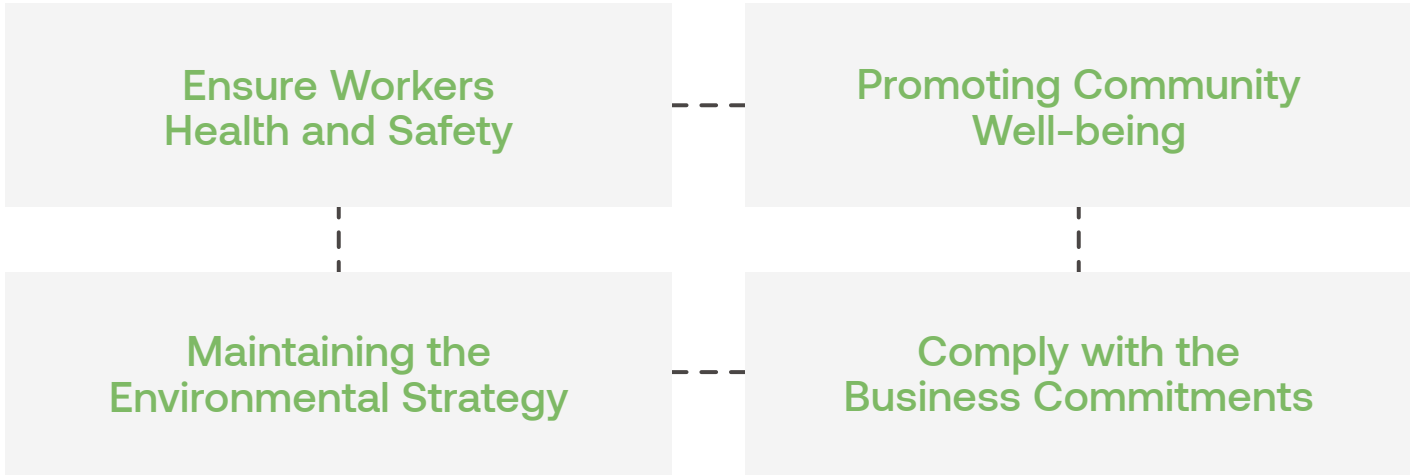 Ensure Workers
Health and Safety
Promoting Community
Well-being
Maintaining the
Environmental Strategy
Comply with the
Business Commitments